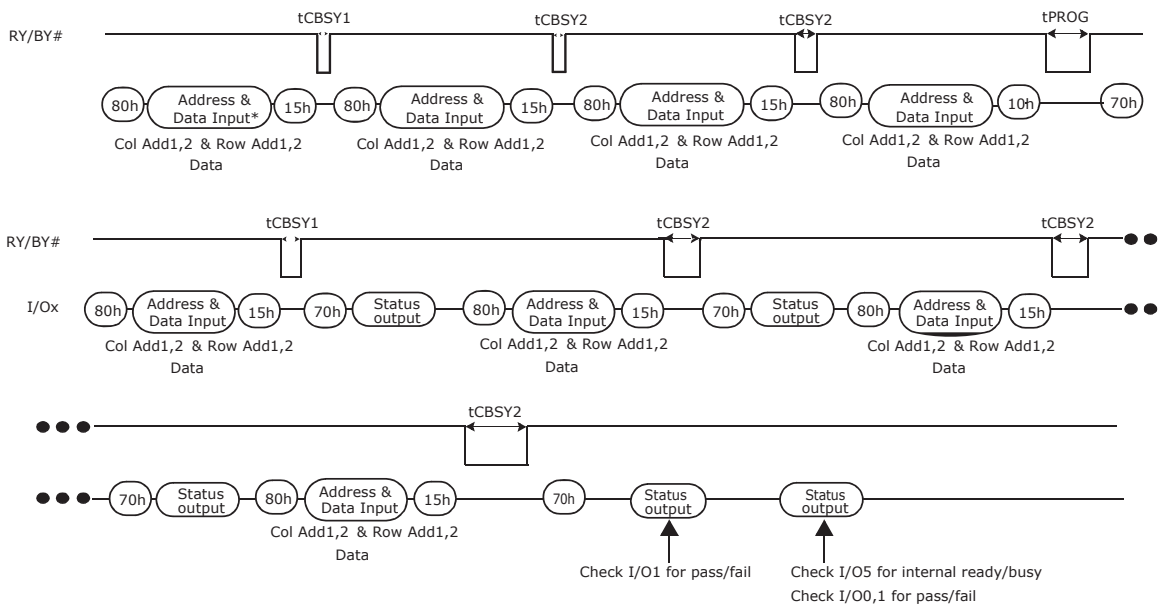 tCBSY1 tCBSY2 tCBSY2 tPROG
RY/BY#
80h Address & Data Input* 15h 80h Address & Data Input 15h 80h Address & Data Input 15h 80h Address & Data Input 10h 70h
Col Add1,2 & Row Add1,2 Col Add1,2 & Row Add1,2 Col Add1,2 & Row Add1,2 Col Add1,2 & Row Add1,2
Data Data Data Data
tCBSY1 tCBSY2 tCBSY2
RY/BY#
I/Ox 80h Address & Data Input 15h 70h Status output 80h Address & Data Input 15h 70h Status output 80h Address & Data Input 15h
Col Add1,2 & Row Add1,2 Col Add1,2 & Row Add1,2 Col Add1,2 & Row Add1,2
Data Data Data
tCBSY2
70h Status output 80h Address & Data Input 15h 70h Status output Status output
Col Add1,2 & Row Add1,2
Data
Check I/O1 for pass/fail Check I/O5 for internal ready/busy
Check I/O0,1 for pass/fail